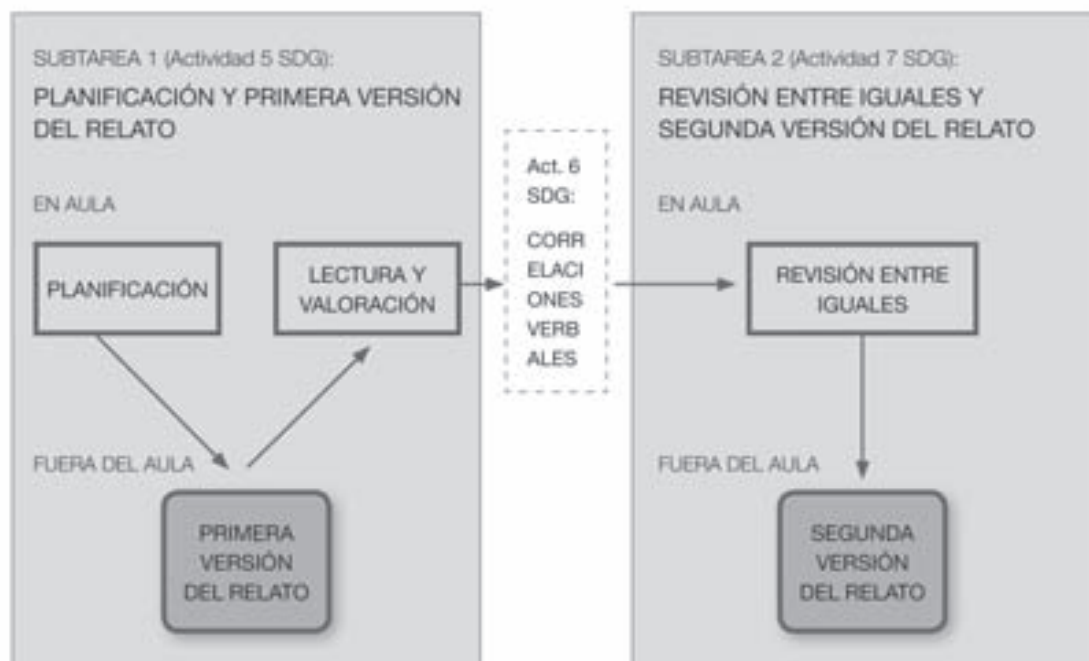 SUBTAREA 1 (Actividad 5 SDG):
PLANIFICACIÓN Y PRIMERA VERSIÓN
DEL RELATO
EN AULA
PLANIFICACIÓN
LECTURA Y
VALORACIÓN
FUERA DEL AULA
PRIMERA
VERSIÓN
DEL RELATO
Act. 6
SDG:
CORR
ELACI
ONES
VERB
ALES
SUBTAREA 2 (Actividad 7 SDG):
REVISIÓN ENTRE IGUALES Y
SEGUNDA VERSIÓN DEL RELATO
EN AULA
REVISIÓN ENTRE
IGUALES
FUERA DEL AULA
SEGUNDA
VERSIÓN
DEL RELATO